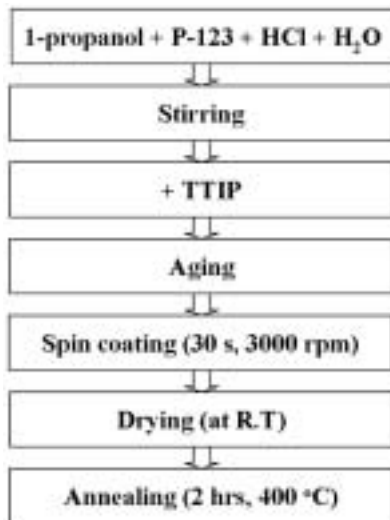 1-propanol + P-123 + HCl + H₂O
Stirring
+ TTIP
Aging
Spin coating (30 s, 3000 rpm)
Drying (at R.T)
Annealing (2 hrs, 400 °C)